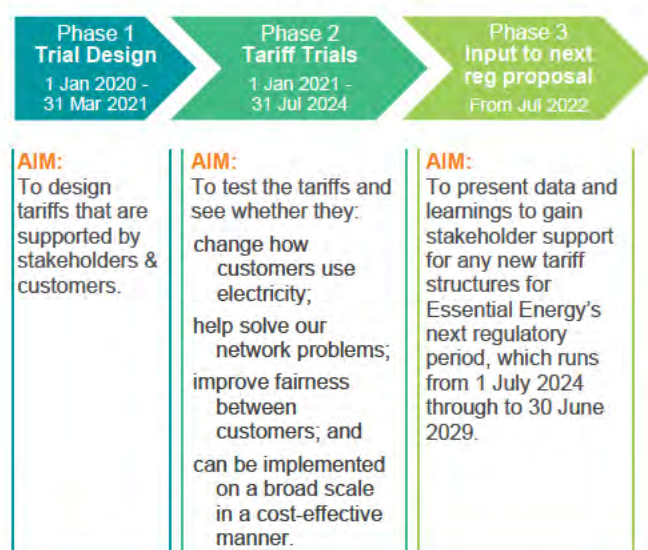 Phase 1
Trial Design
1 Jan 2020 -
31 Mar 2021
Phase 2
Tariff Trials
1 Jan 2021 -
31 Jul 2024
Phase 3
Input to next
reg proposal
From Jul 2022
AIM:
To design
tariffs that are
supported by
stakeholders &
customers.
AIM:
To test the tariffs and
see whether they:
change how
customers use
electricity;
help solve our
network problems;
improve fairness
between
customers; and
can be implemented
on a broad scale
in a cost-effective
manner.
AIM:
To present data and
learnings to gain
stakeholder support
for any new tariff
structures for
Essential Energy's
next regulatory
period, which runs
from 1 July 2024
through to 30 June
2029.